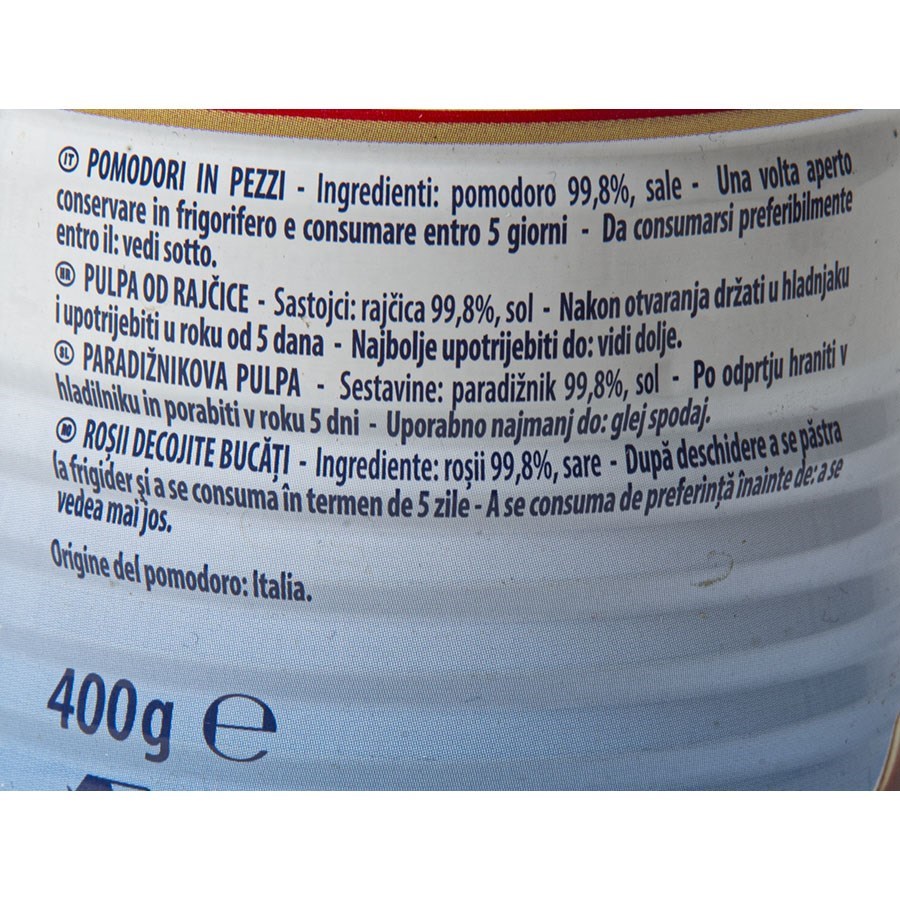 IT POMODORI IN PEZZI - Ingredienti: pomodoro 99,8%, sale - Una volta aperto
conservare in frigorifero e consumare entro 5 giorni - Da consumarsi preferibilmente
entro il: vedi sotto.
HR PULPA OD RAJČICE - Sastojci: rajčica 99,8%, sol - Nakon otvaranja držati u hladnjaku
i upotrijebiti u roku od 5 dana - Najbolje upotrijebiti do: vidi dolje.
SL PARADIŽNIKOVA PULPA - Sestavine: paradižnik 99,8%, sol - Po odprtju hraniti v
hladilniku in porabiti v roku 5 dni - Uporabno najmanj do: glej spodaj.
RO ROȘII DECOJITE BUCĂȚI - Ingrediente: roșii 99,8%, sare - După deschidere a se păstra
la frigider și a se consuma în termen de 5 zile - A se consuma de preferință înainte de: a se
vedea mai jos.
Origine del pomodoro: Italia.
400g e